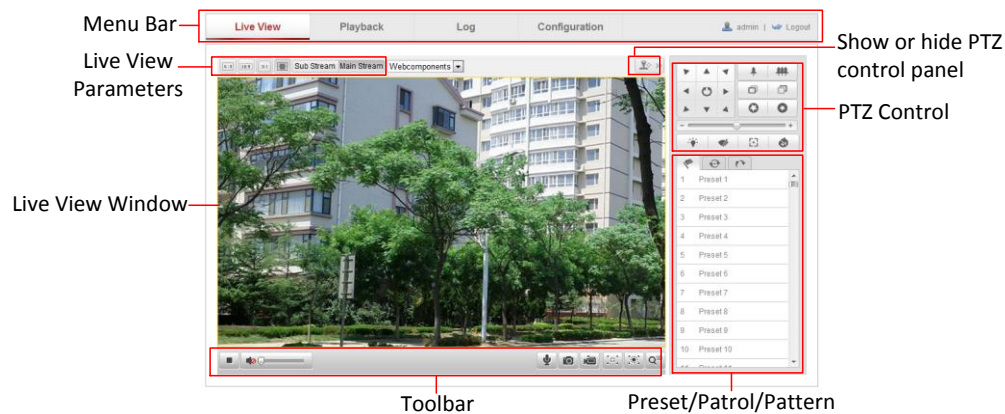 Menu Bar
Live View
Playback
Log
Configuration
admin | Logout
Live View
Parameters
Sub Stream Main Stream Webcomponents
Show or hide PTZ
control panel
PTZ Control
Live View Window
1 Preset 1
2 Preset 2
3 Preset 3
4 Preset 4
5 Preset 5
6 Preset 6
7 Preset 7
8 Preset 8
9 Preset 9
10 Preset 10
Toolbar
Preset/Patrol/Pattern